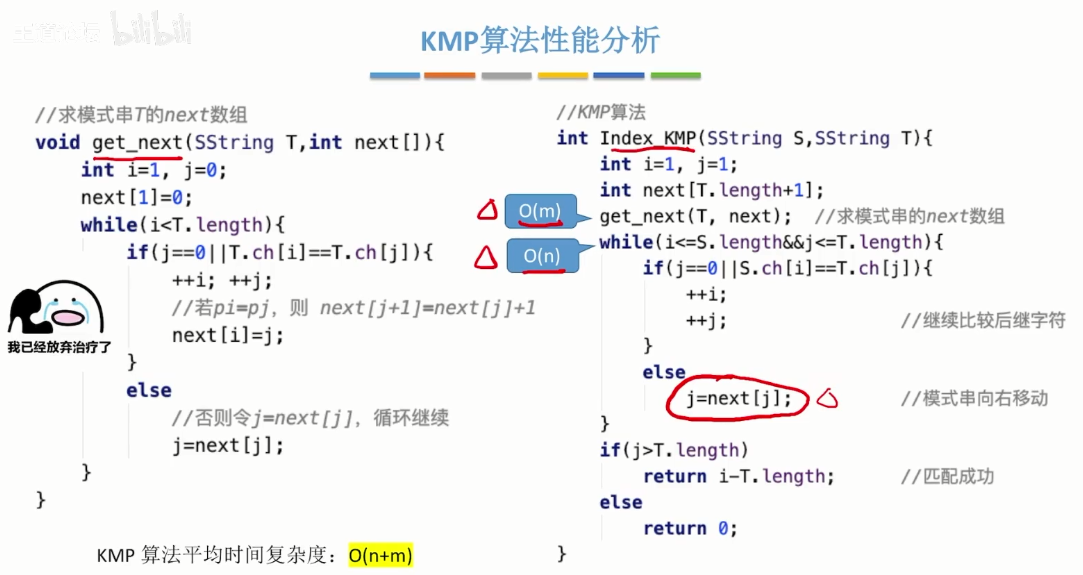 bilibili
KMP算法性能分析
//求模式串T的next数组
void get_next(SString T,int next[]){
int i=1, j=0;
next[1]=0;
while(i<T.length){
if(j==0||T.ch[i]==T.ch[j]){
++i; ++j;
//若pi=pj，则 next[j+1]=next[j]+1
next[i]=j;
}
else
//否则令j=next[j]，循环继续
j=next[j];
}
}
我已经放弃治疗了
KMP 算法平均时间复杂度：O(n+m)
//KMP算法
int Index_KMP(SString S,SString T){
int i=1, j=1;
int next[T.length+1];
O(m)
get_next(T, next); //求模式串的next数组
O(n)
while(i<=S.length&&j<=T.length){
if(j==0||S.ch[i]==T.ch[j]){
++i;
++j; //继续比较后继字符
}
else
j=next[j]; //模式串向右移动
}
if(j>T.length)
return i-T.length; //匹配成功
else
return 0;
}